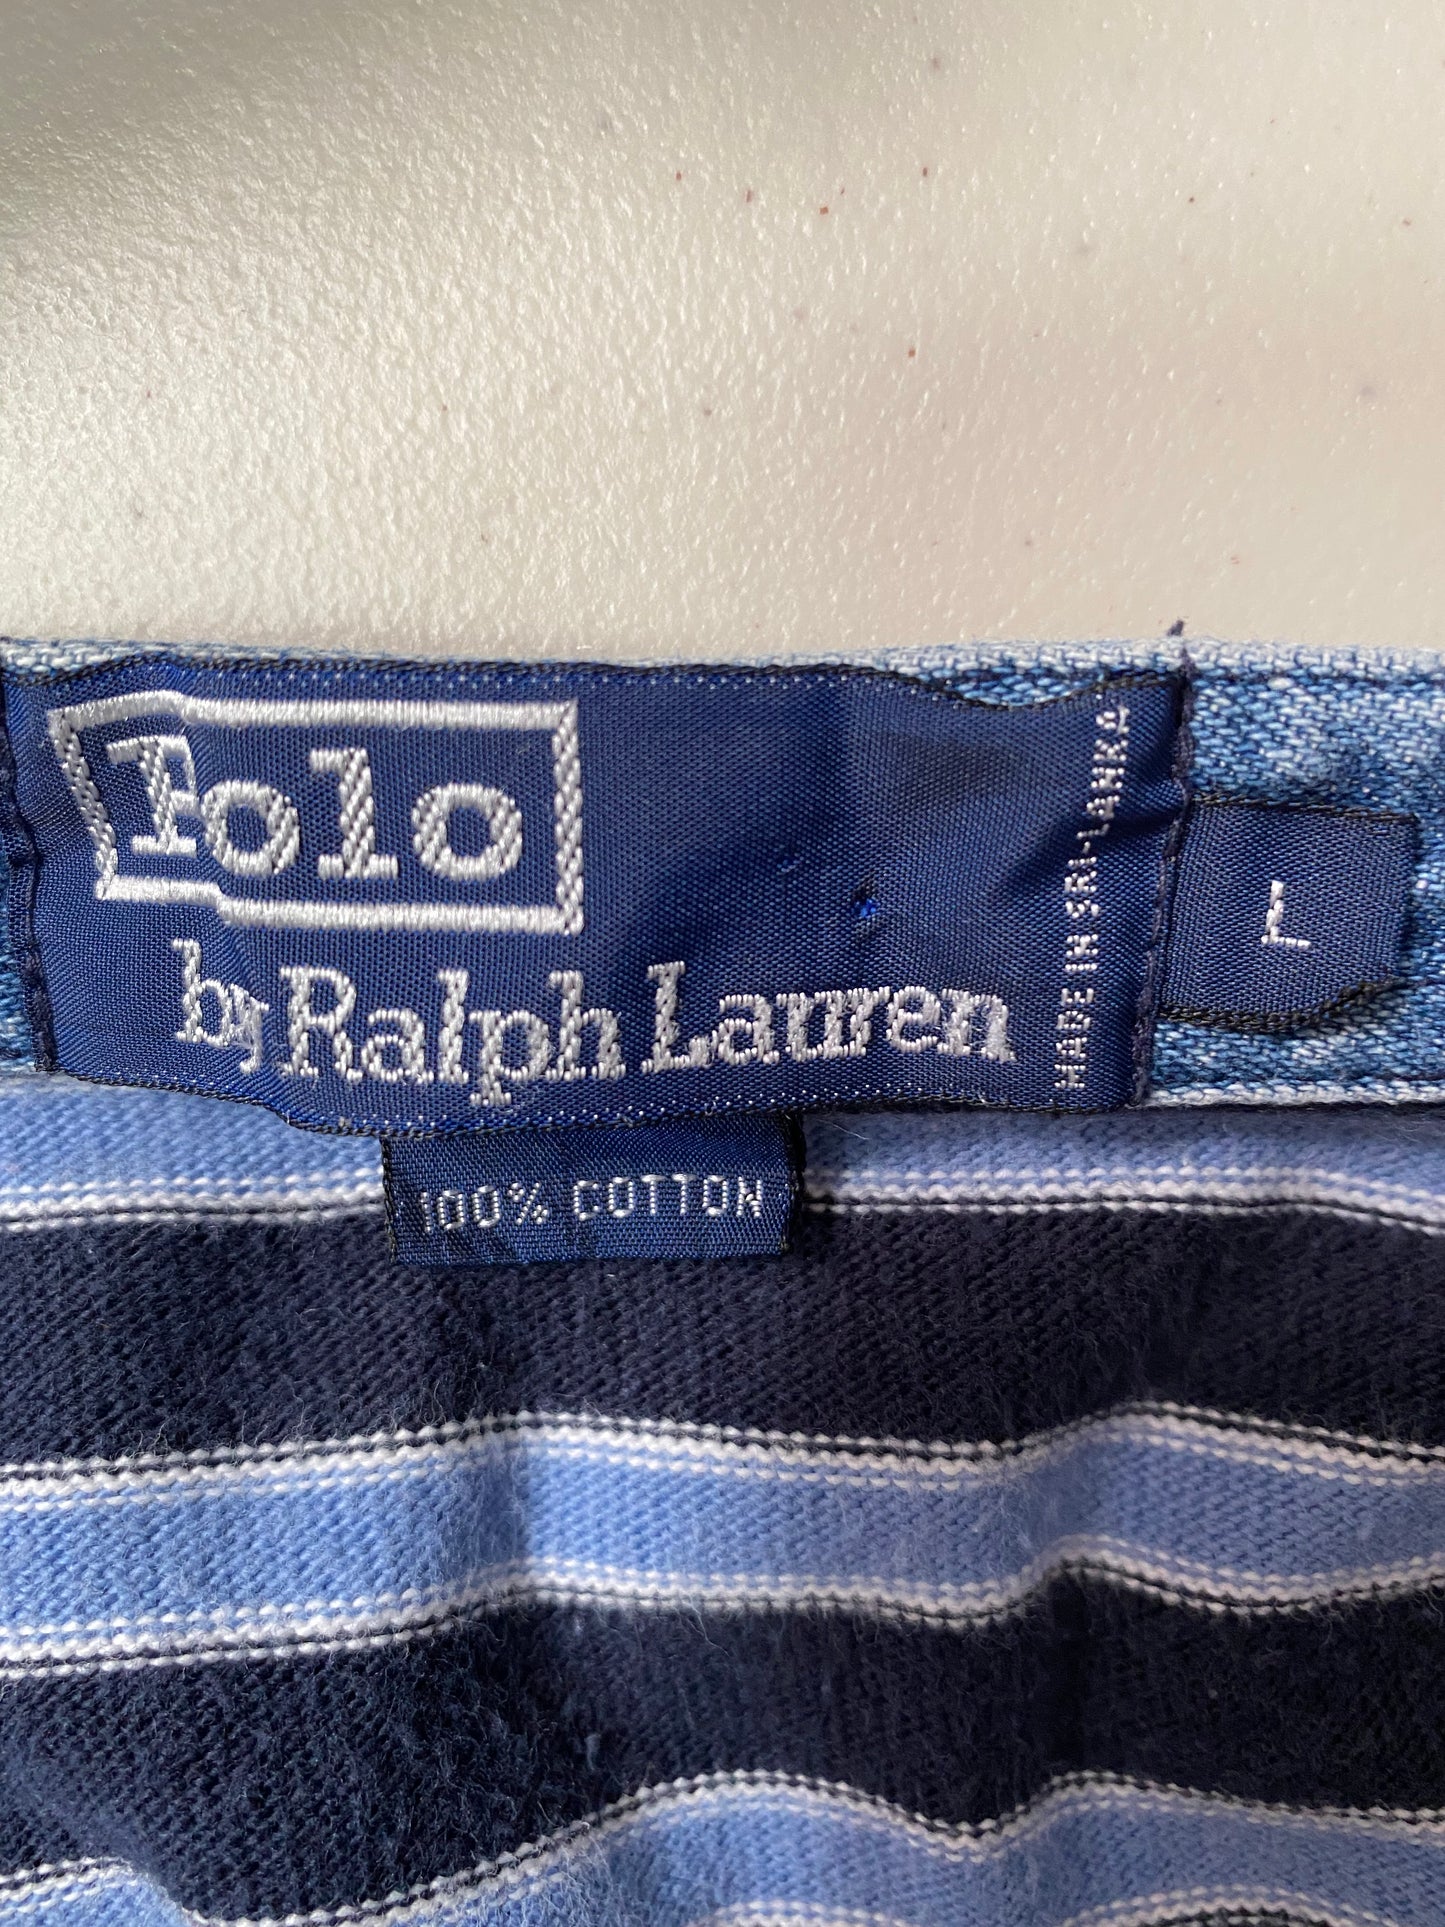 Polo
by Ralph Lauren
MADE IN SRI-LANKA
L
100% COTTON